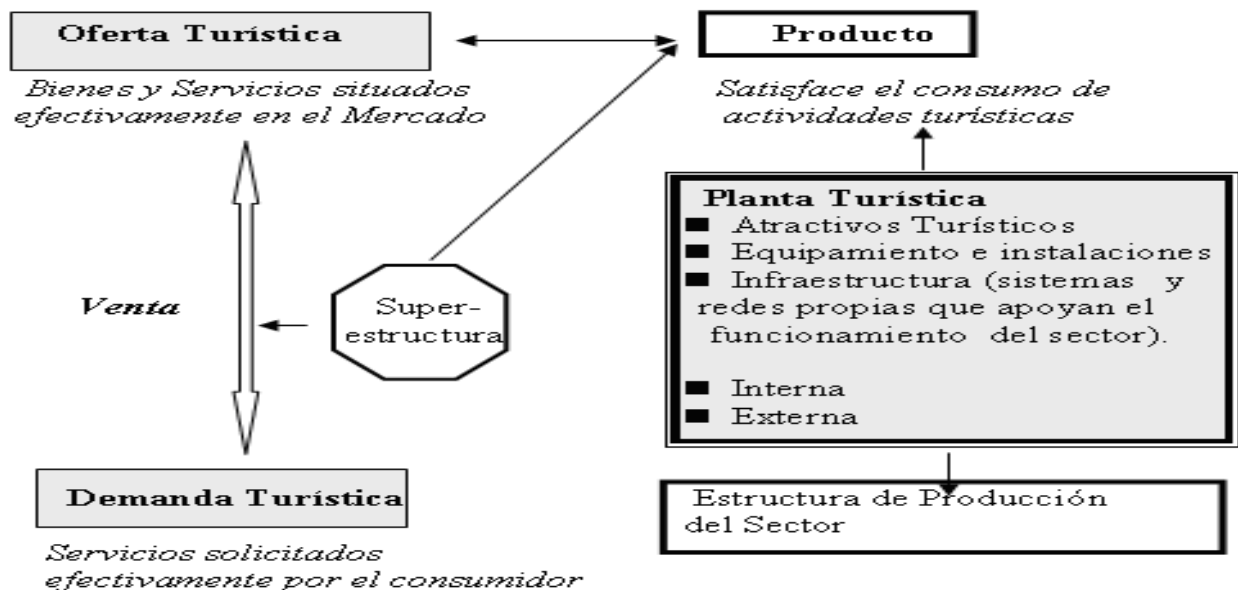 Oferta Turística
Bienes y Servicios situados
efectivamente en el Mercado
Producto
Satisface el consumo de
actividades turísticas
Planta Turística
■ Atractivos Turísticos
■ Equipamiento e instalaciones
■ Infraestructura (sistemas y
redes propias que apoyan el
funcionamiento del sector).
■ Interna
■ Externa
Venta
Super-
estructura
Demanda Turística
Servicios solicitados
efectivamente por el consumidor
Estructura de Producción
del Sector